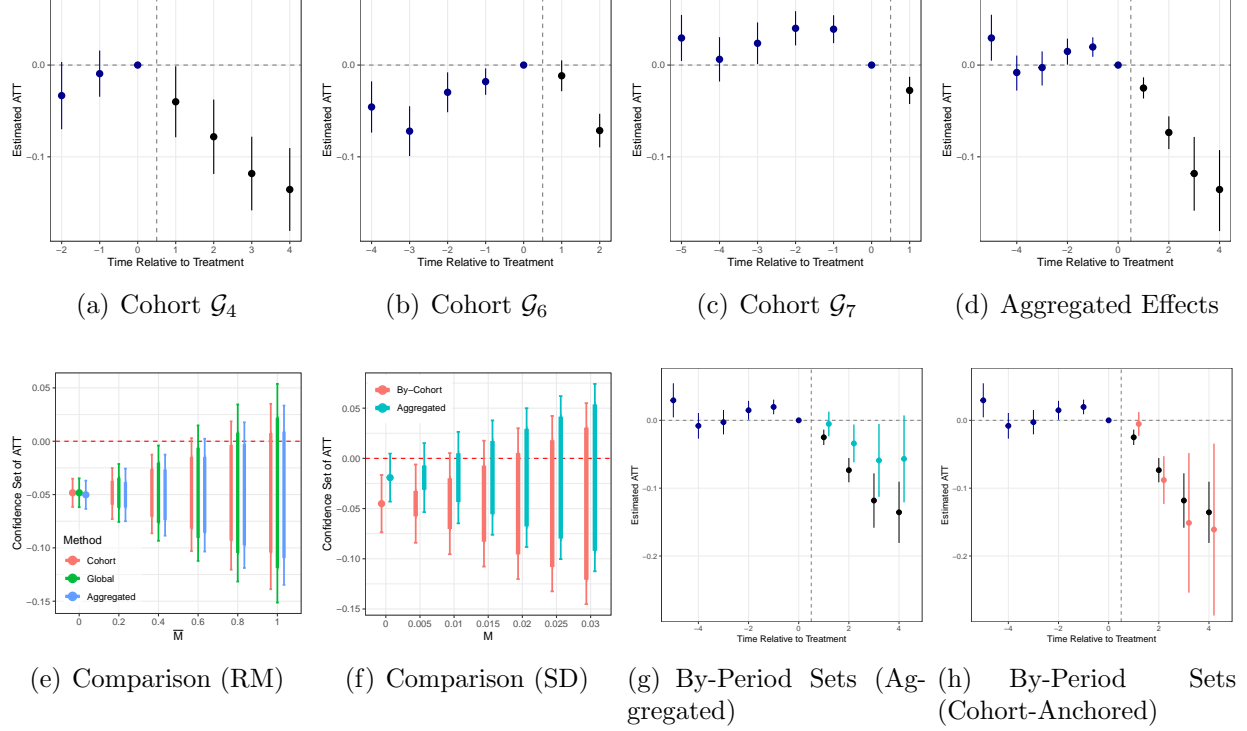 0.0
−0.1
Estimated ATT
−2
−1
0
1
2
3
4
Time Relative to Treatment
(a) Cohort 𝒢₄
0.0
−0.1
Estimated ATT
−4
−3
−2
−1
0
1
2
Time Relative to Treatment
(b) Cohort 𝒢₆
0.0
−0.1
Estimated ATT
−5
−4
−3
−2
−1
0
1
Time Relative to Treatment
(c) Cohort 𝒢₇
0.0
−0.1
Estimated ATT
−4
−2
0
2
4
Time Relative to Treatment
(d) Aggregated Effects
0.05
0.00
−0.05
−0.10
−0.15
Confidence Set of ATT
Method
Cohort
Global
Aggregated
0
0.2
0.4
0.6
0.8
1
M̅
(e) Comparison (RM)
0.05
0.00
−0.05
−0.10
−0.15
Confidence Set of ATT
By−Cohort
Aggregated
0
0.005
0.01
0.015
0.02
0.025
0.03
M
(f) Comparison (SD)
0.0
−0.1
−0.2
Estimated ATT
−4
−2
0
2
4
Time Relative to Treatment
(g) By-Period Sets (Ag-
gregated)
0.0
−0.1
−0.2
Estimated ATT
−4
−2
0
2
4
Time Relative to Treatment
(h) By-Period Sets
(Cohort-Anchored)